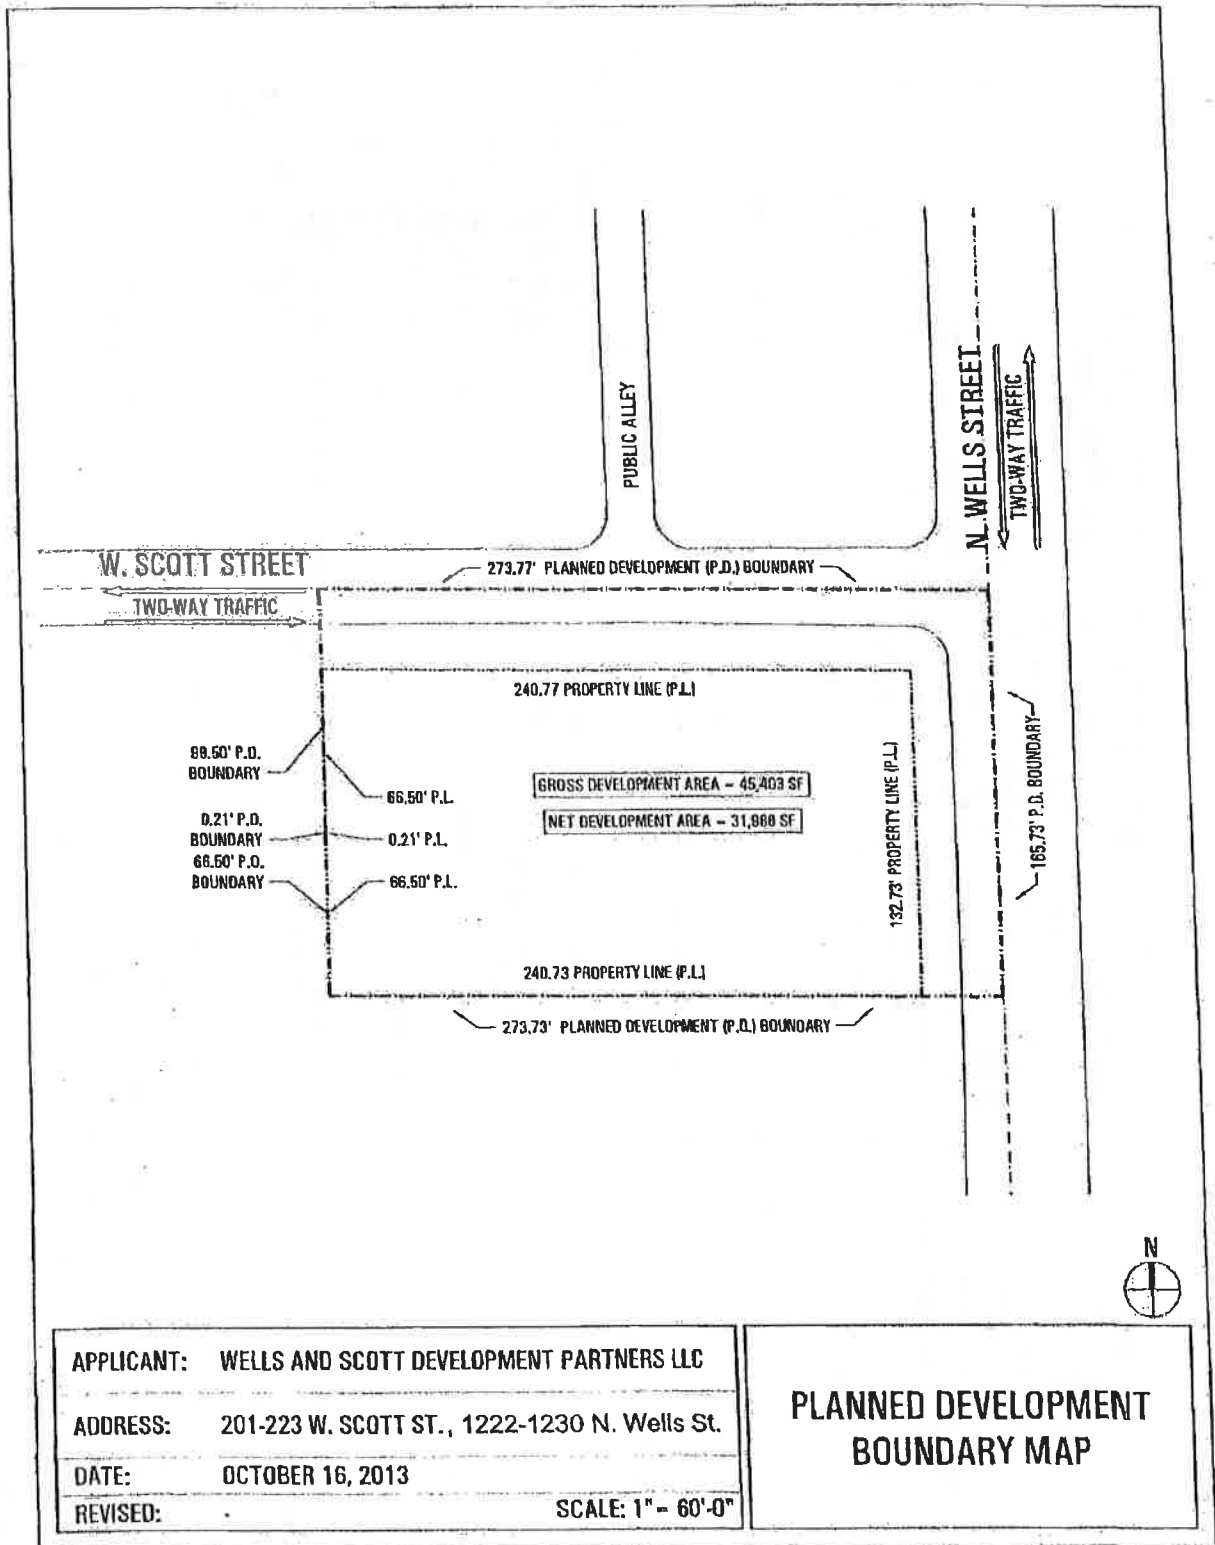 PUBLIC ALLEY
N. WELLS STREET
TWO-WAY TRAFFIC
W. SCOTT STREET
TWO-WAY TRAFFIC
273.77' PLANNED DEVELOPMENT (P.D.) BOUNDARY
240.77 PROPERTY LINE (P.L.)
99.50' P.D.
BOUNDARY
66.50' P.L.
0.21' P.D.
BOUNDARY
0.21' P.L.
66.50' P.D.
BOUNDARY
66.50' P.L.
GROSS DEVELOPMENT AREA - 45,403 SF
NET DEVELOPMENT AREA - 31,988 SF
132.73' PROPERTY LINE (P.L.)
165.73' P.D. BOUNDARY
240.73 PROPERTY LINE (P.L.)
273.73' PLANNED DEVELOPMENT (P.D.) BOUNDARY
N
APPLICANT: WELLS AND SCOTT DEVELOPMENT PARTNERS LLC
ADDRESS: 201-223 W. SCOTT ST., 1222-1230 N. Wells St.
DATE: OCTOBER 16, 2013
REVISED: . SCALE: 1" = 60'-0"
PLANNED DEVELOPMENT
BOUNDARY MAP